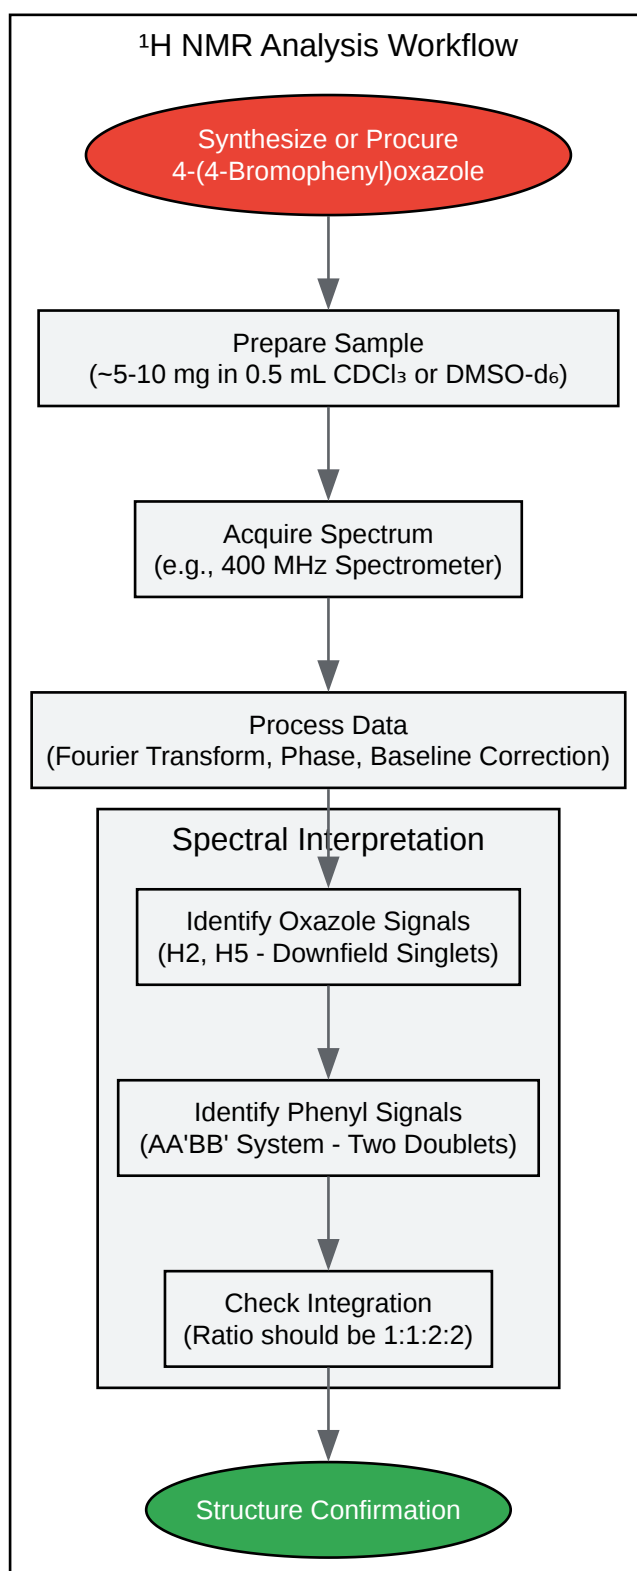 ¹H NMR Analysis Workflow
Synthesize or Procure
4-(4-Bromophenyl)oxazole
Prepare Sample
(~5-10 mg in 0.5 mL CDCl₃ or DMSO-d₆)
Acquire Spectrum
(e.g., 400 MHz Spectrometer)
Process Data
(Fourier Transform, Phase, Baseline Correction)
Spectral Interpretation
Identify Oxazole Signals
(H2, H5 - Downfield Singlets)
Identify Phenyl Signals
(AA'BB' System - Two Doublets)
Check Integration
(Ratio should be 1:1:2:2)
Structure Confirmation